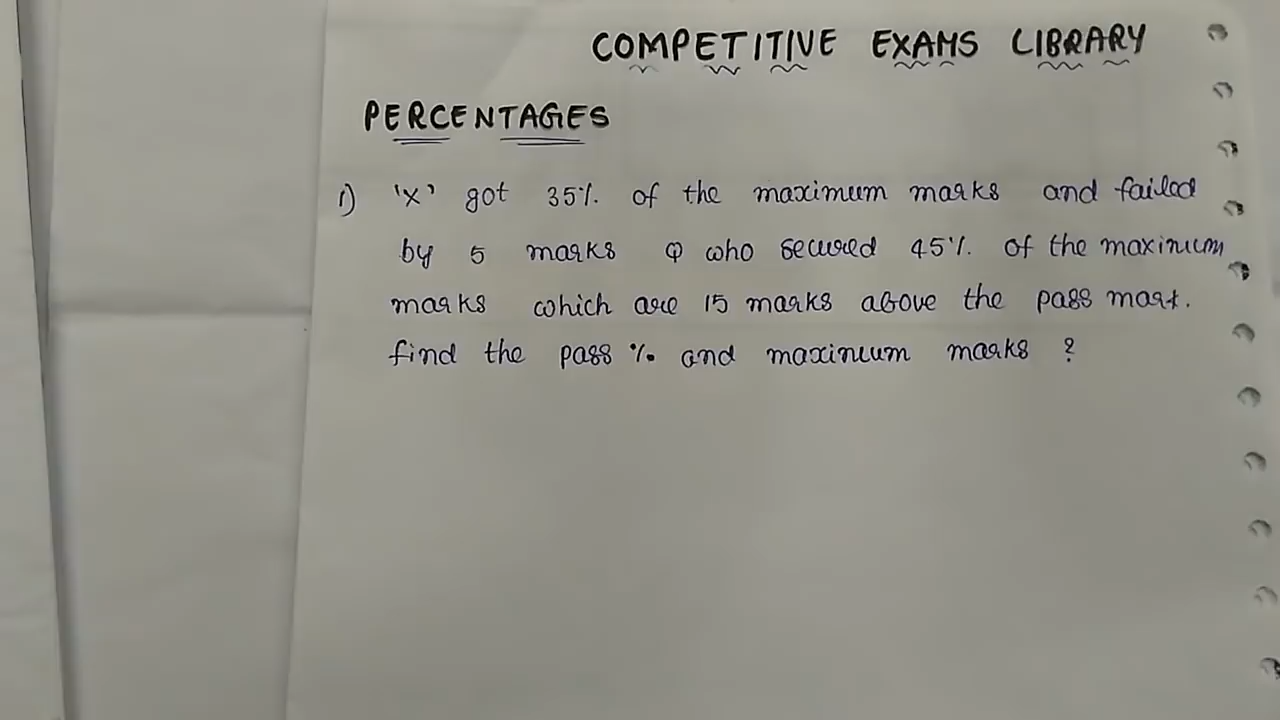 COMPETITIVE EXAMS LIBRARY
PERCENTAGES
1) 'X' got 35% of the maximum marks and failed
by 5 marks Q who secured 45% of the maximum
marks which are 15 marks above the pass mark.
find the pass % and maximum marks ?